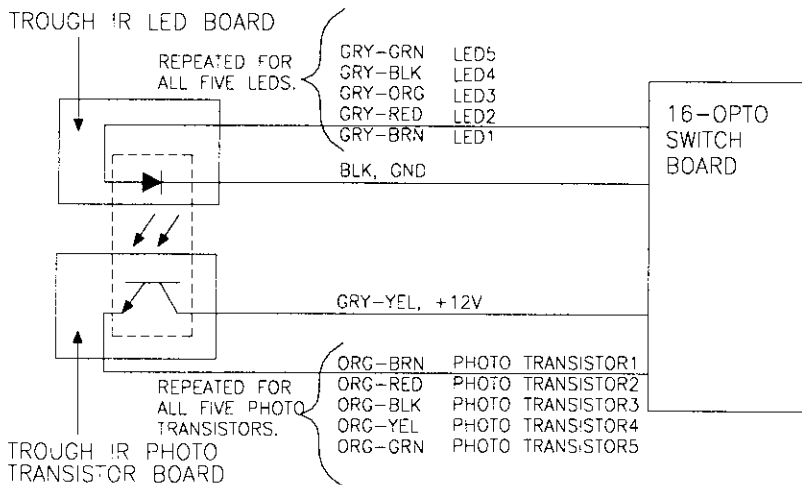 TROUGH IR LED BOARD
REPEATED FOR
ALL FIVE LEDS.
GRY-GRN LED5
GRY-BLK LED4
GRY-ORG LED3
GRY-RED LED2
GRY-BRN LED1
BLK, GND
16-OPTO
SWITCH
BOARD
GRY-YEL, +12V
REPEATED FOR
ALL FIVE PHOTO
TRANSISTORS.
ORG-BRN PHOTO TRANSISTOR1
ORG-RED PHOTO TRANSISTOR2
ORG-BLK PHOTO TRANSISTOR3
ORG-YEL PHOTO TRANSISTOR4
ORG-GRN PHOTO TRANSISTOR5
TROUGH IR PHOTO
TRANSISTOR BOARD